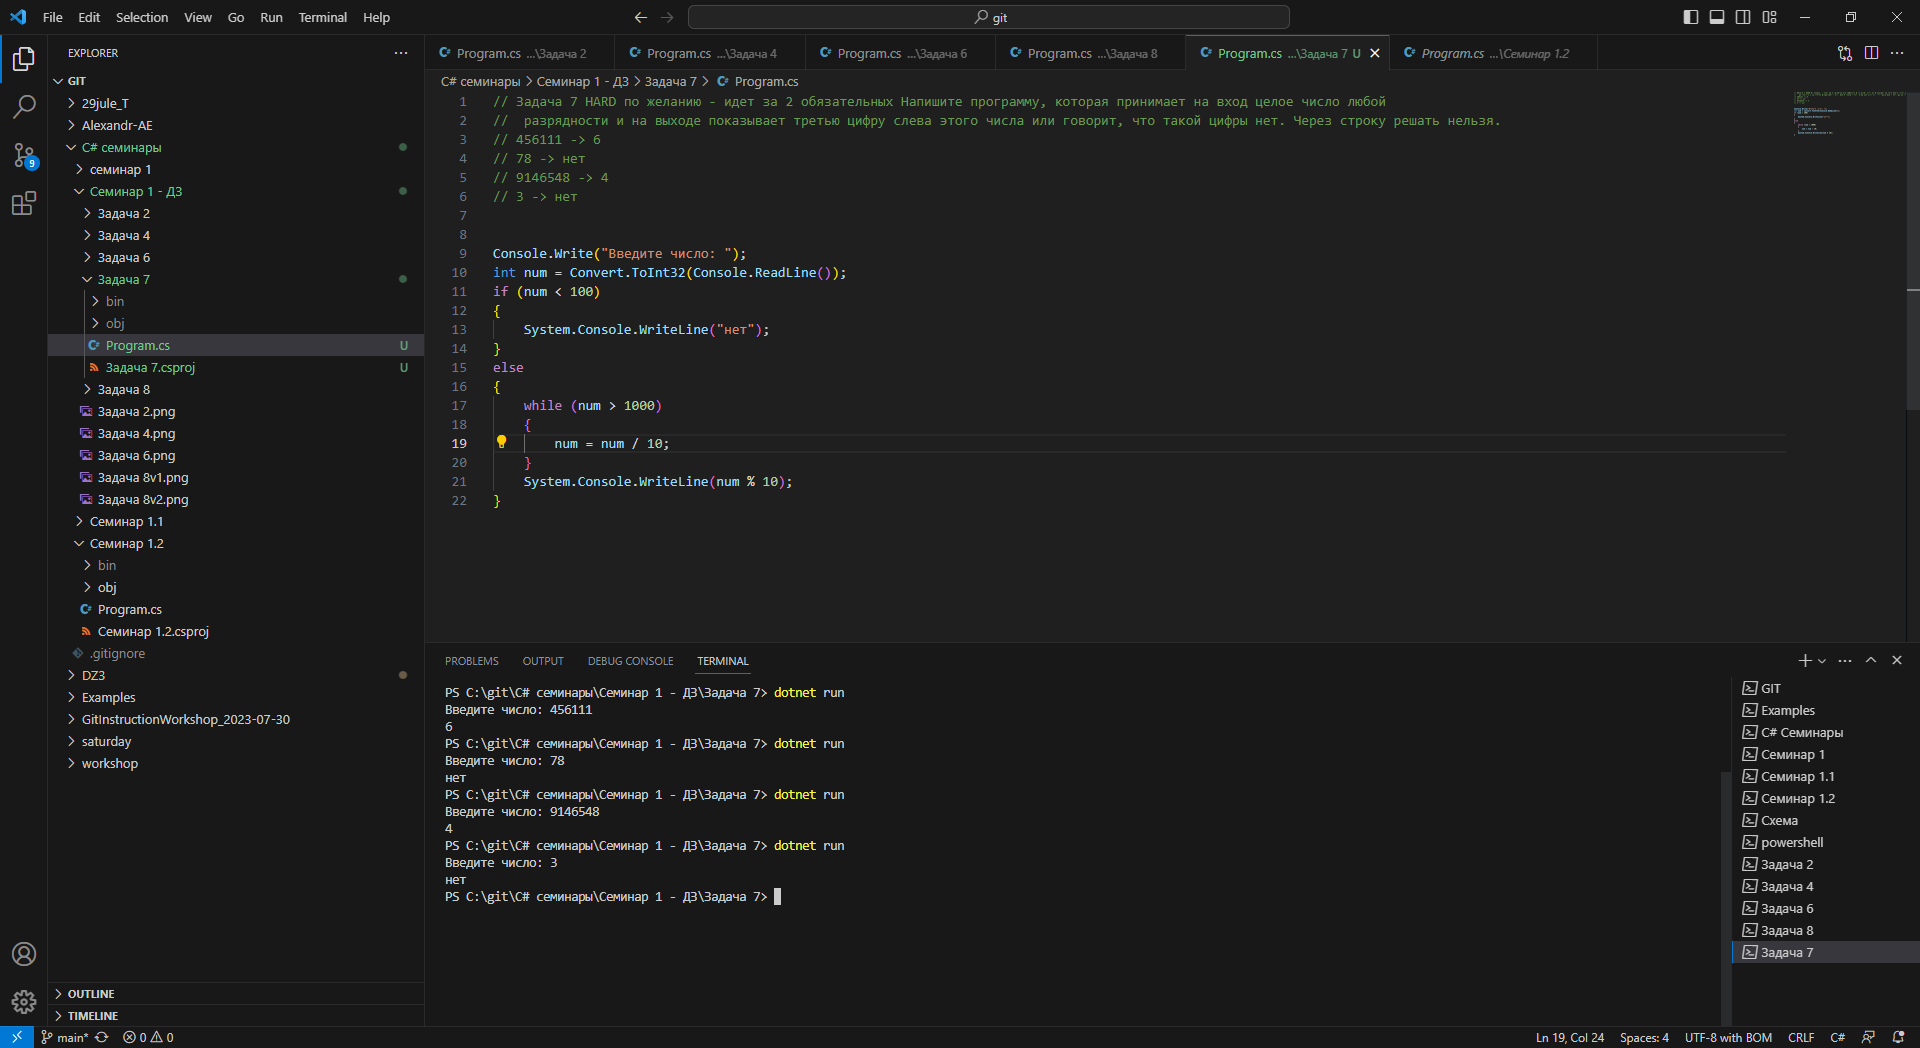 File Edit Selection View Go Run Terminal Help
git
EXPLORER
GIT
29jule_T
Alexandr-AE
C# семинары
семинар 1
Семинар 1 - ДЗ
Задача 2
Задача 4
Задача 6
Задача 7
bin
obj
Program.cs U
Задача 7.csproj U
Задача 8
Задача 2.png
Задача 4.png
Задача 6.png
Задача 8v1.png
Задача 8v2.png
Семинар 1.1
Семинар 1.2
bin
obj
Program.cs
Семинар 1.2.csproj
.gitignore
DZ3
Examples
GitInstructionWorkshop_2023-07-30
saturday
workshop
OUTLINE
TIMELINE
9
Program.cs ...\Задача 2
Program.cs ...\Задача 4
Program.cs ...\Задача 6
Program.cs ...\Задача 8
Program.cs ...\Задача 7 U
Program.cs ...\Семинар 1.2
C# семинары > Семинар 1 - ДЗ > Задача 7 > Program.cs
1 // Задача 7 HARD по желанию - идет за 2 обязательных Напишите программу, которая принимает на вход целое число любой
2 //  разрядности и на выходе показывает третью цифру слева этого числа или говорит, что такой цифры нет. Через строку решать нельзя.
3 // 456111 -> 6
4 // 78 -> нет
5 // 9146548 -> 4
6 // 3 -> нет
7
8
9 Console.Write("Введите число: ");
10 int num = Convert.ToInt32(Console.ReadLine());
11 if (num < 100)
12 {
13     System.Console.WriteLine("нет");
14 }
15 else
16 {
17     while (num > 1000)
18     {
19         num = num / 10;
20     }
21     System.Console.WriteLine(num % 10);
22 }
PROBLEMS OUTPUT DEBUG CONSOLE TERMINAL
PS C:\git\C# семинары\Семинар 1 - ДЗ\Задача 7> dotnet run
Введите число: 456111
6
PS C:\git\C# семинары\Семинар 1 - ДЗ\Задача 7> dotnet run
Введите число: 78
нет
PS C:\git\C# семинары\Семинар 1 - ДЗ\Задача 7> dotnet run
Введите число: 9146548
4
PS C:\git\C# семинары\Семинар 1 - ДЗ\Задача 7> dotnet run
Введите число: 3
нет
PS C:\git\C# семинары\Семинар 1 - ДЗ\Задача 7>
GIT
Examples
C# Семинары
Семинар 1
Семинар 1.1
Семинар 1.2
Схема
powershell
Задача 2
Задача 4
Задача 6
Задача 8
Задача 7
main* 0 0
Ln 19, Col 24 Spaces: 4 UTF-8 with BOM CRLF C#